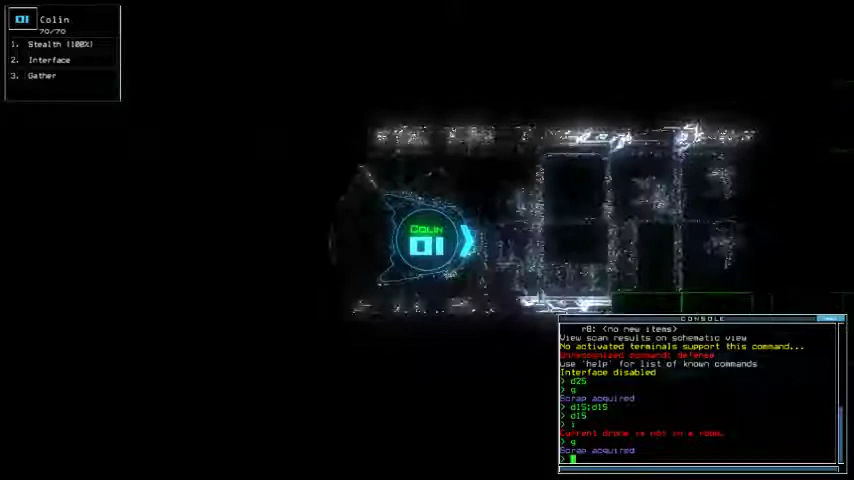 01 Colin
70/70
1. Stealth (100%)
2. Interface
3. Gather
COLIN
01
CONSOLE
r8: <no new items>
View scan results on schematic view
No activated terminals support this command...
Unrecognized command: defense
Use 'help' for list of known commands
Interface disabled
> d25
> g
Scrap acquired
> d15;d15
> d15
> i
Current drone is not in a room.
> g
Scrap acquired
>